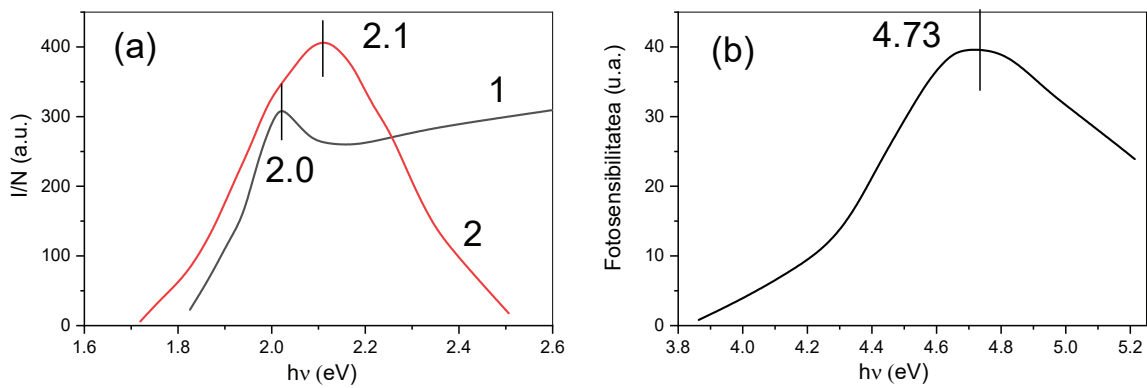 (a)
2.1
1
2.0
2
I/N (a.u.)
400
300
200
100
0
1.6 1.8 2.0 2.2 2.4 2.6
hν (eV)
(b)
4.73
Fotosensibilitatea (u.a.)
40
30
20
10
0
3.8 4.0 4.2 4.4 4.6 4.8 5.0 5.2
hν (eV)